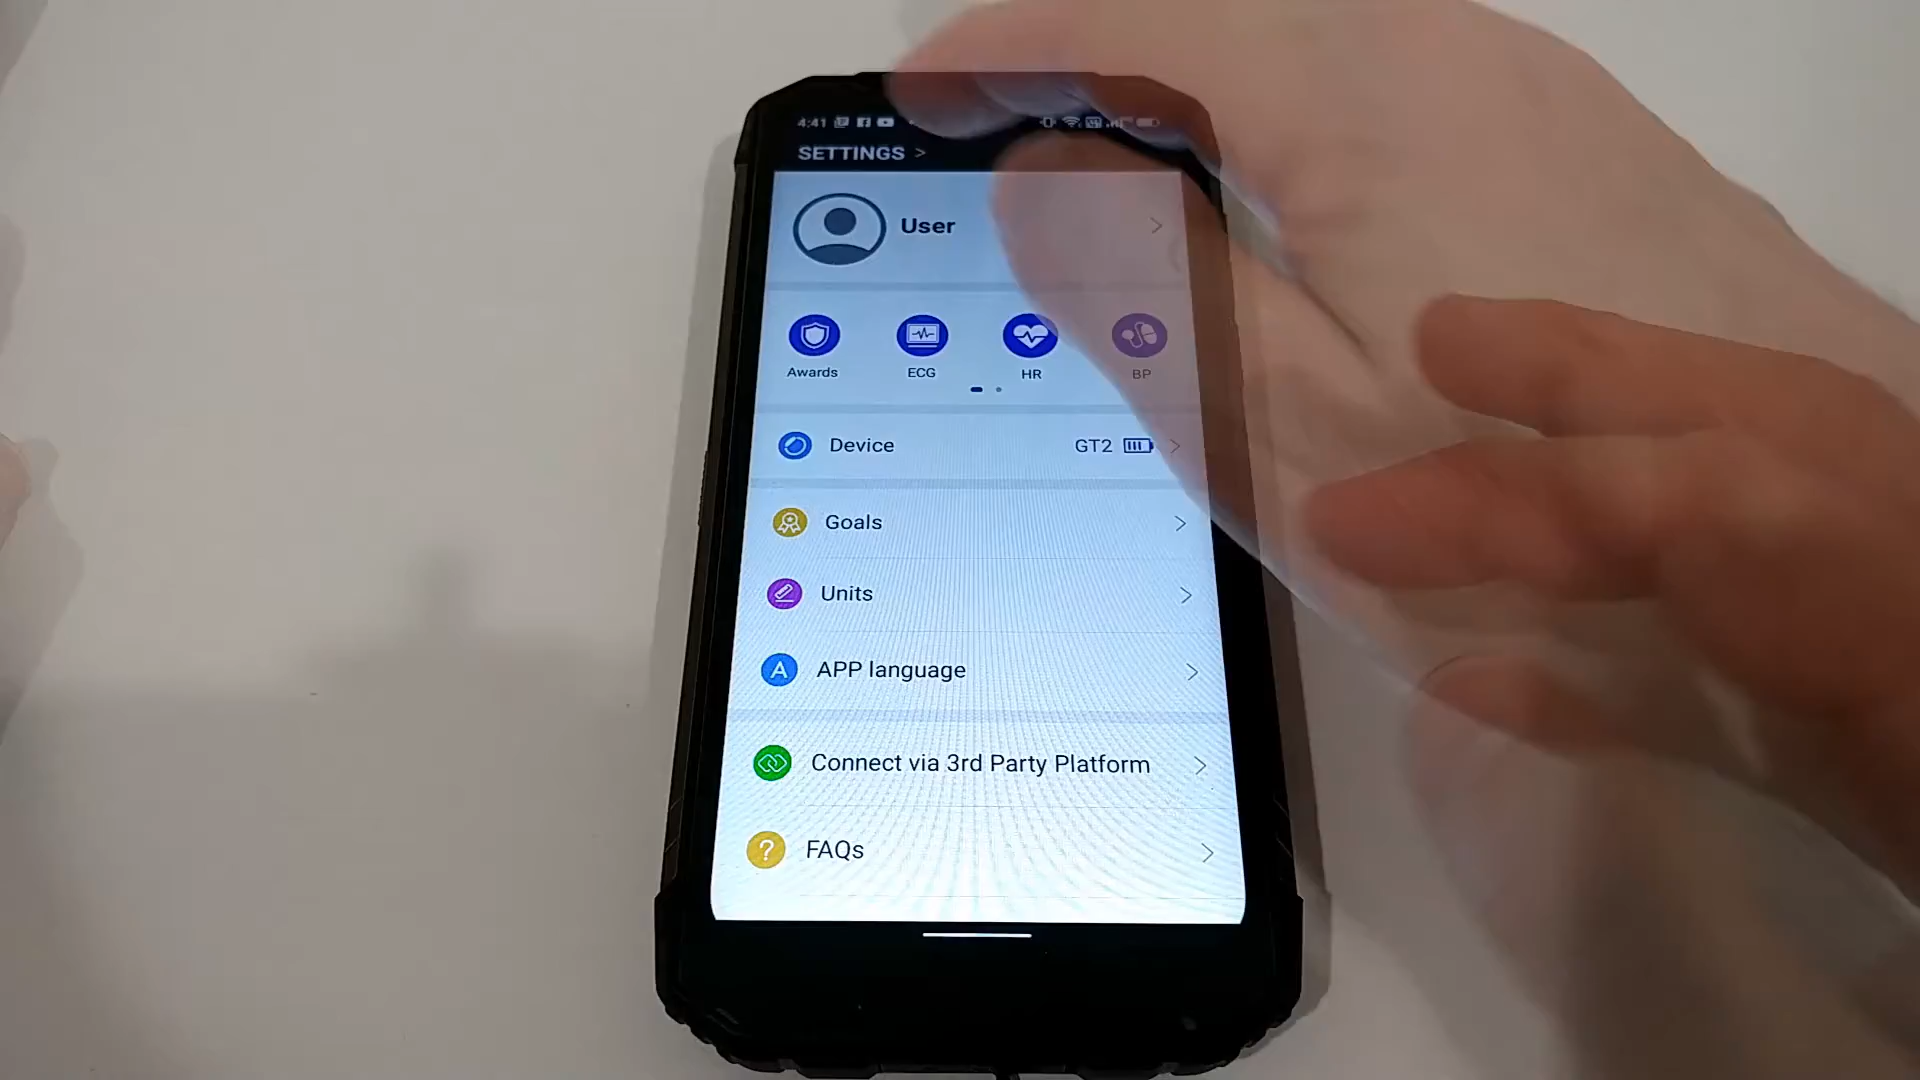 4:41
SETTINGS >
User
Awards ECG HR BP
Device GT2
Goals
Units
A APP language
Connect via 3rd Party Platform
? FAQs